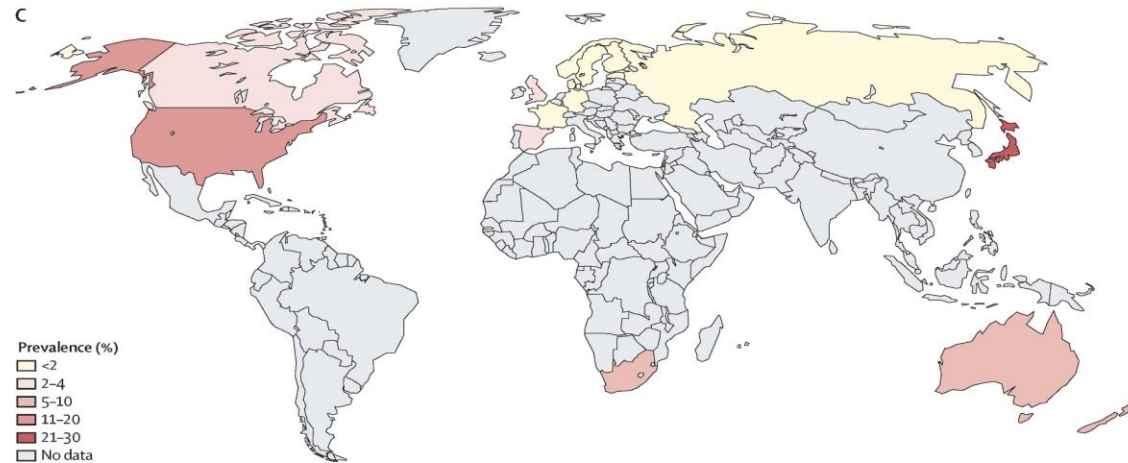 C
Prevalence (%)
<2
2–4
5–10
11–20
21–30
No data